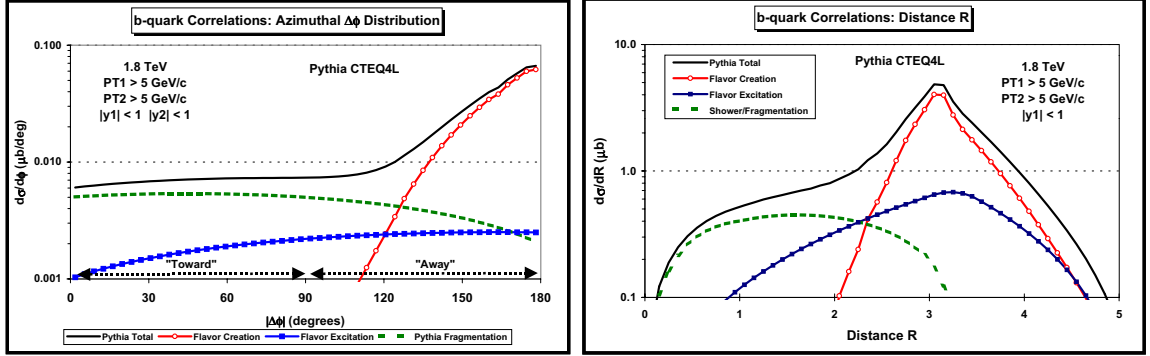 b-quark Correlations: Azimuthal Δϕ Distribution
0.100
0.010
0.001
dσ/dϕ (µb/deg)
1.8 TeV
PT1 > 5 GeV/c
PT2 > 5 GeV/c
|y1| < 1 |y2| < 1
Pythia CTEQ4L
"Toward"
"Away"
0 30 60 90 120 150 180
|Δϕ| (degrees)
Pythia Total Flavor Creation Flavor Excitation Pythia Fragmentation
b-quark Correlations: Distance R
10.0
1.0
0.1
dσ/dR (µb)
Pythia Total
Flavor Creation
Flavor Excitation
Shower/Fragmentation
Pythia CTEQ4L
1.8 TeV
PT1 > 5 GeV/c
PT2 > 5 GeV/c
|y1| < 1
0 1 2 3 4 5
Distance R